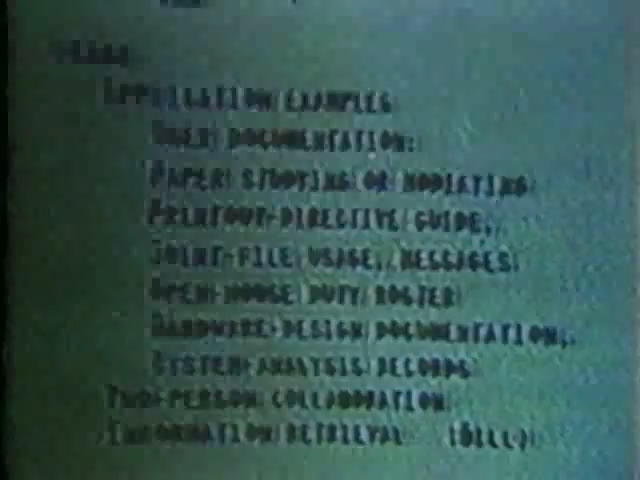 APPLICATION EXAMPLES
USER DOCUMENTATION:
PAPER STUDYING OR MODIFYING
PRINTOUT-DIRECTIVE GUIDE,
JOINT-FILE USAGE, MESSAGES,
OPEN-HOUSE DUTY ROSTER
HARDWARE-DESIGN DOCUMENTATION,
SYSTEM-ANALYSIS RECORDS
TWO-PERSON COLLABORATION
INFORMATION RETRIEVAL (BILL)